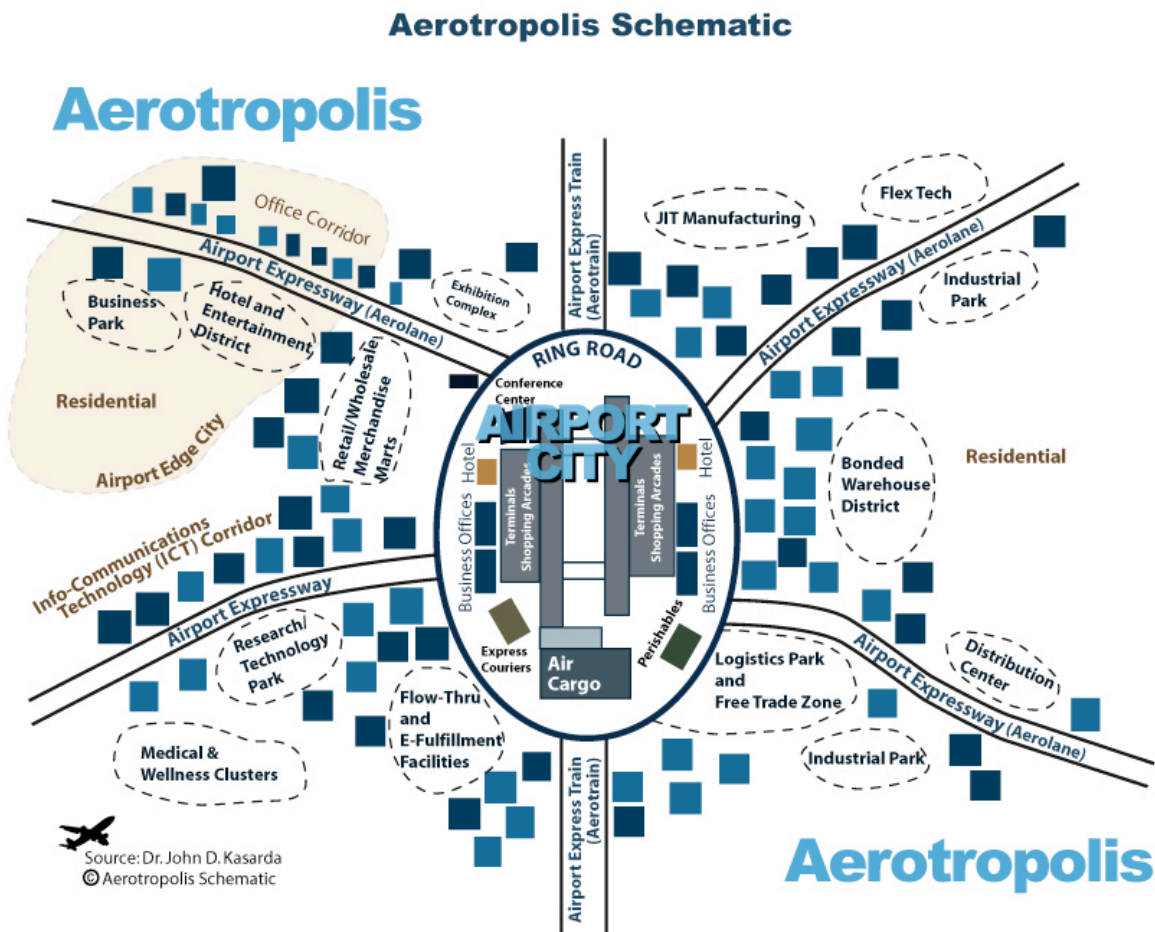 Aerotropolis Schematic
Aerotropolis
Office Corridor
Airport Expressway (Aerolane)
Business
Park
Hotel and
Entertainment
District
Exhibition
Complex
Residential
Airport Edge City
Retail/Wholesale
Merchandise
Marts
Airport Express Train
(Aerotrain)
JIT Manufacturing
Flex Tech
Airport Expressway (Aerolane)
Industrial
Park
RING ROAD
Conference
Center
AIRPORT
CITY
Hotel
Hotel
Terminals
Shopping Arcades
Terminals
Shopping Arcades
Business Offices
Business Offices
Express
Couriers
Perishables
Air
Cargo
Bonded
Warehouse
District
Residential
Info-Communications
Technology (ICT) Corridor
Airport Expressway
Research/
Technology
Park
Medical &
Wellness Clusters
Flow-Thru
and
E-Fulfillment
Facilities
Logistics Park
and
Free Trade Zone
Airport Expressway (Aerolane)
Distribution
Center
Industrial Park
Airport Express Train
(Aerotrain)
Source: Dr. John D. Kasarda
© Aerotropolis Schematic
Aerotropolis